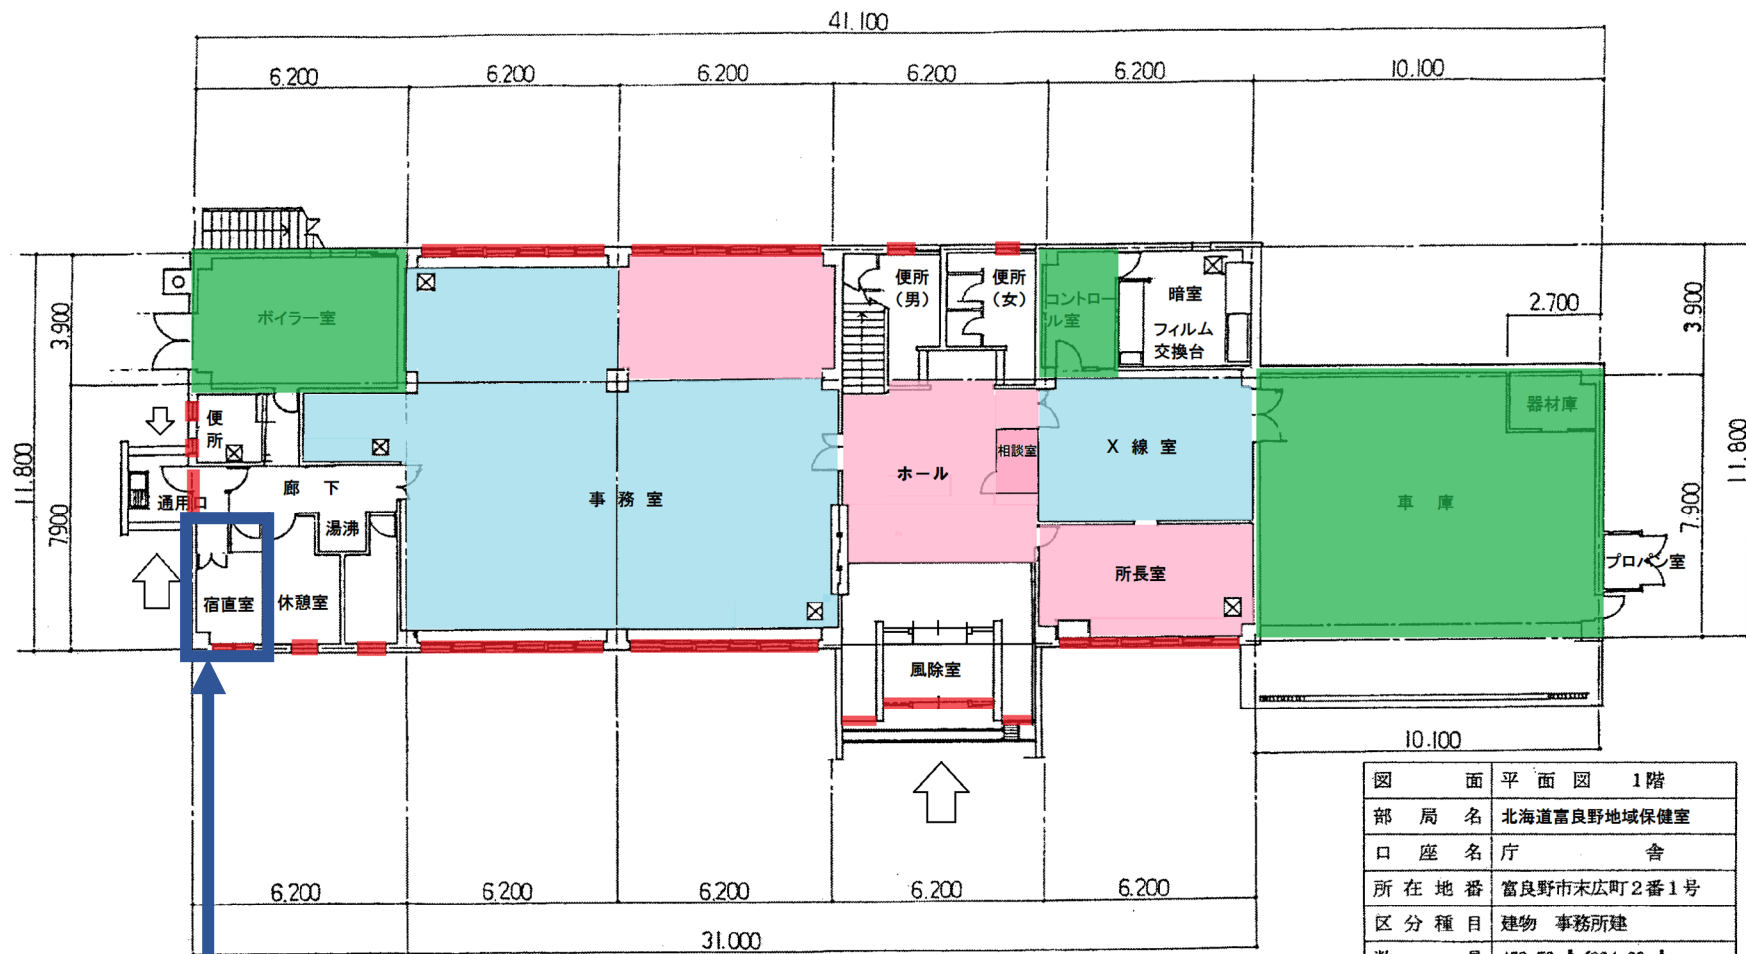 41.100
6.200 6.200 6.200 6.200 6.200 10.100
便所
（男）
便所
（女）
コントロー
ル室
暗室
フィルム
交換台
ボイラー室
2.700
3.900
3.900
器材庫
便
所
相談室
X 線 室
ホール
11.800
11.800
廊 下
事 務 室
車 庫
通用口
7.900
7.900
湯沸
プロパン室
所長室
宿直室
休憩室
風除室
10.100
図 面 平 面 図 1階
部 局 名 北海道富良野地域保健室
口 座 名 庁 舎
所 在 地 番 富良野市末広町2番1号
区 分 種 目 建物 事務所建
6.200 6.200 6.200 6.200 6.200
31.000